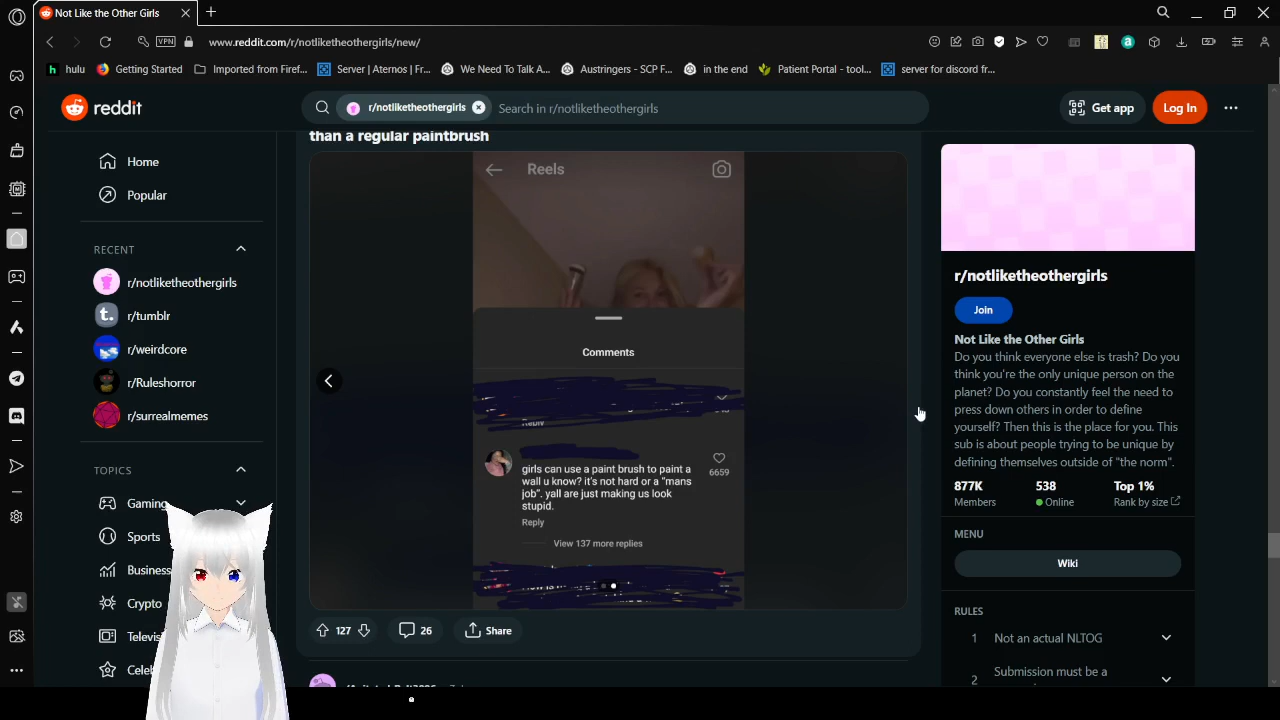 Not Like the Other Girls
VPN
www.reddit.com/r/notliketheothergirls/new/
hulu
Getting Started
Imported from Firef...
Server | Aternos | Fr...
We Need To Talk A...
Austringers - SCP F...
in the end
Patient Portal - tool...
server for discord fr...
reddit
r/notliketheothergirls
Search in r/notliketheothergirls
Get app
Log In
than a regular paintbrush
Home
Popular
RECENT
r/notliketheothergirls
r/tumblr
r/weirdcore
r/Ruleshorror
r/surrealmemes
TOPICS
Gaming
Sports
Business
Crypto
Televi
Celeb
Reels
Comments
Reply
girls can use a paint brush to paint a
wall u know? it's not hard or a “mans
job”. yall are just making us look
stupid.
6659
Reply
View 137 more replies
127
26
Share
r/notliketheothergirls
Join
Not Like the Other Girls
Do you think everyone else is trash? Do you
think you're the only unique person on the
planet? Do you constantly feel the need to
press down others in order to define
yourself? Then this is the place for you. This
sub is about people trying to be unique by
defining themselves outside of "the norm".
877K
Members
538
Online
Top 1%
Rank by size
MENU
Wiki
RULES
1 Not an actual NLTOG
2 Submission must be a